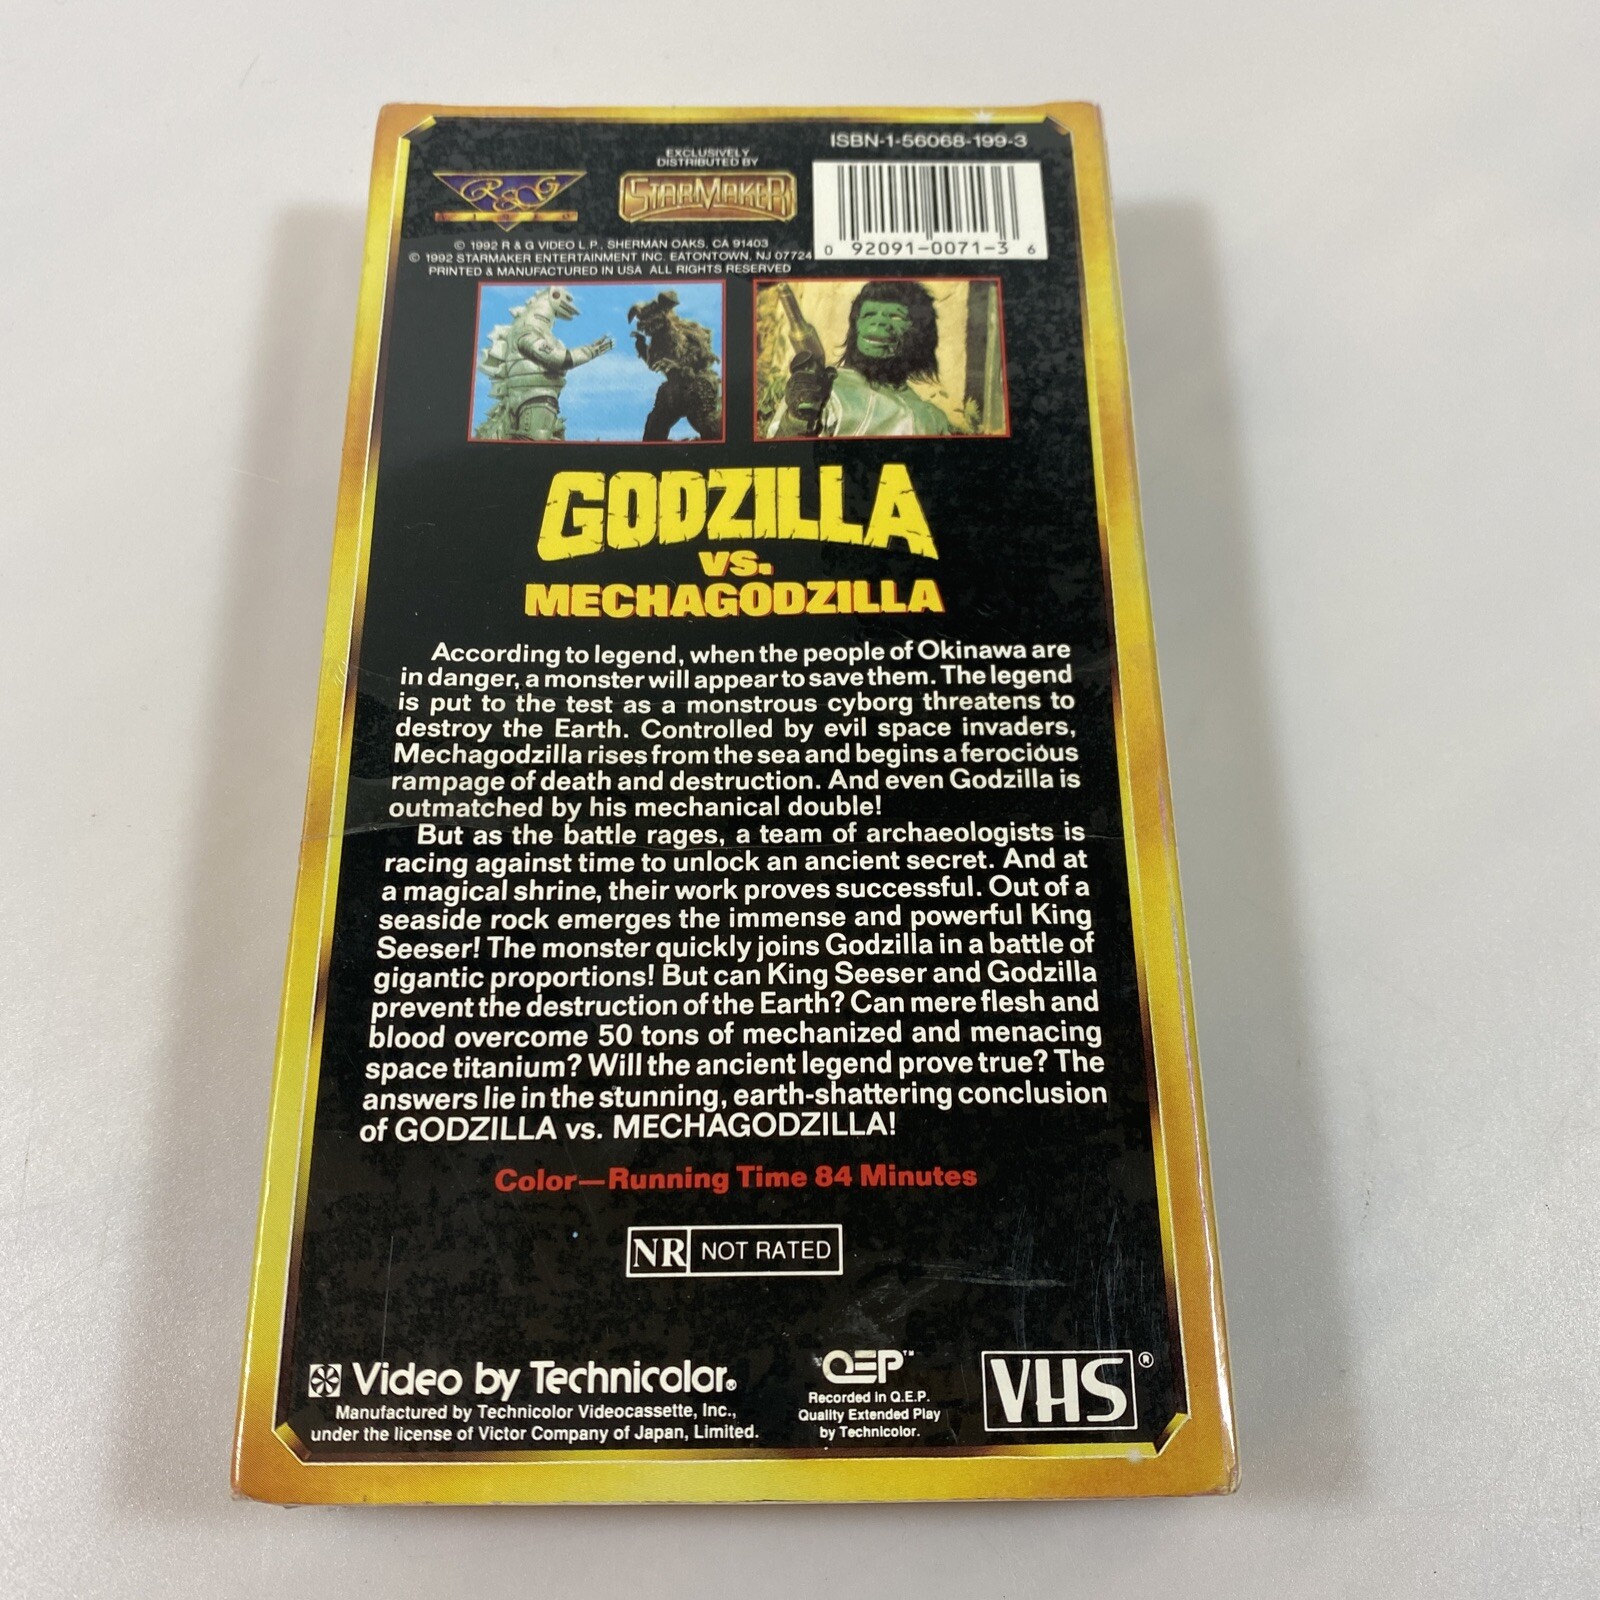 ISBN-1-56068-199-3
R&G
VIDEO
EXCLUSIVELY
DISTRIBUTED BY
STARMAKER
0 92091-0071-3 6
© 1992 R & G VIDEO L.P., SHERMAN OAKS, CA 91403
© 1992 STARMAKER ENTERTAINMENT INC. EATONTOWN, NJ 07724
PRINTED & MANUFACTURED IN USA ALL RIGHTS RESERVED
GODZILLA
VS.
MECHAGODZILLA
According to legend, when the people of Okinawa are
in danger, a monster will appear to save them. The legend
is put to the test as a monstrous cyborg threatens to
destroy the Earth. Controlled by evil space invaders,
Mechagodzilla rises from the sea and begins a ferocious
rampage of death and destruction. And even Godzilla is
outmatched by his mechanical double!
But as the battle rages, a team of archaeologists is
racing against time to unlock an ancient secret. And at
a magical shrine, their work proves successful. Out of a
seaside rock emerges the immense and powerful King
Seeser! The monster quickly joins Godzilla in a battle of
gigantic proportions! But can King Seeser and Godzilla
prevent the destruction of the Earth? Can mere flesh and
blood overcome 50 tons of mechanized and menacing
space titanium? Will the ancient legend prove true? The
answers lie in the stunning, earth-shattering conclusion
of GODZILLA vs. MECHAGODZILLA!
Color—Running Time 84 Minutes
NR NOT RATED
Video by Technicolor®
Manufactured by Technicolor Videocassette, Inc.,
under the license of Victor Company of Japan, Limited.
QEP™
Recorded in Q.E.P.
Quality Extended Play
by Technicolor.
VHS®